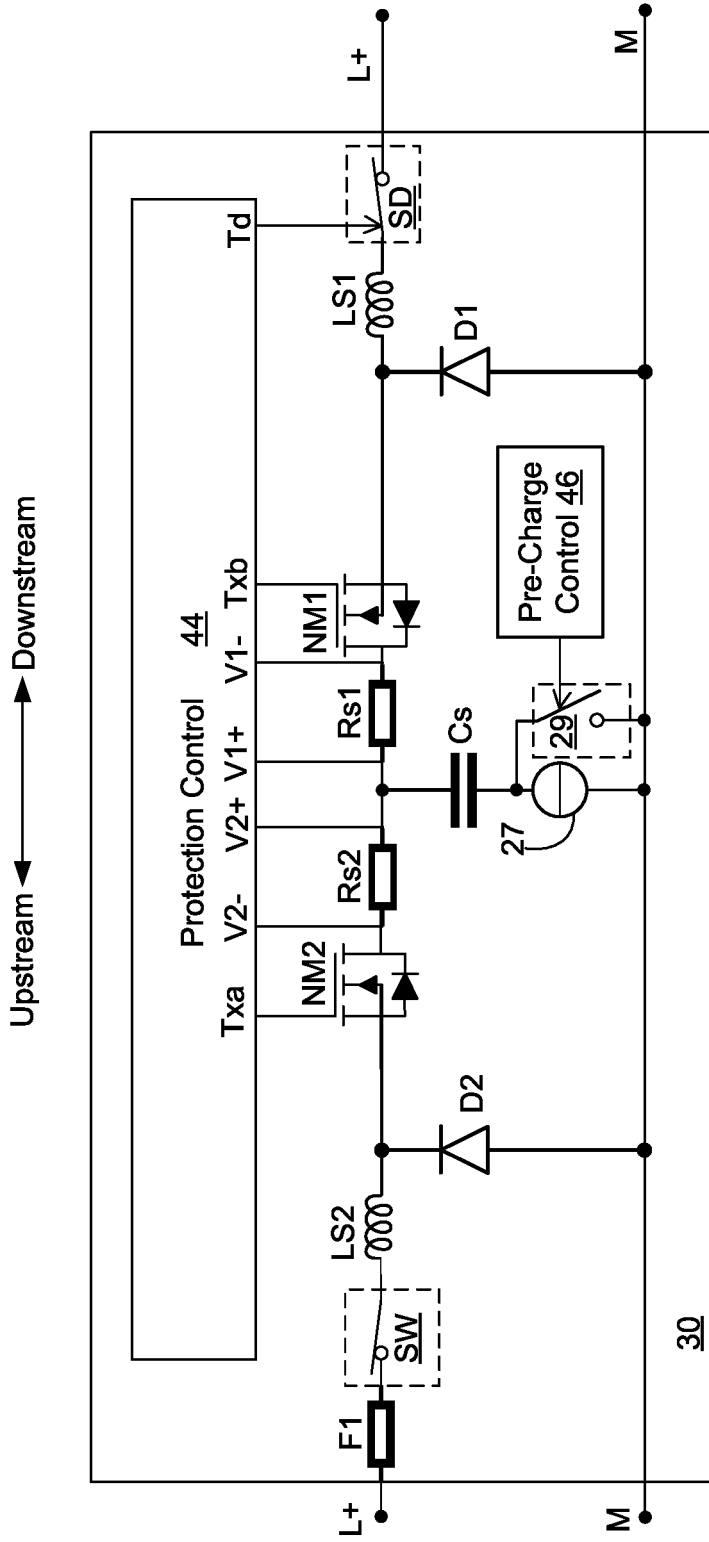 Upstream Downstream
Protection Control 44
Txa V2- V2+ V1+ V1- Txb Td
L+ F1 SW LS2 NM2 Rs2 Rs1 NM1 LS1 SD L+
D2 Cs D1
27 29 Pre-Charge
Control 46
M M
30